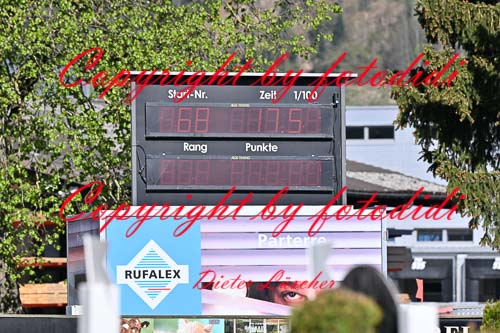 Copyright by fotodidi
Start-Nr. Zeit 1/100
68 17.5
Rang Punkte
Copyright by fotodidi
Parterre
RUFALEX
Dieter Lüscher